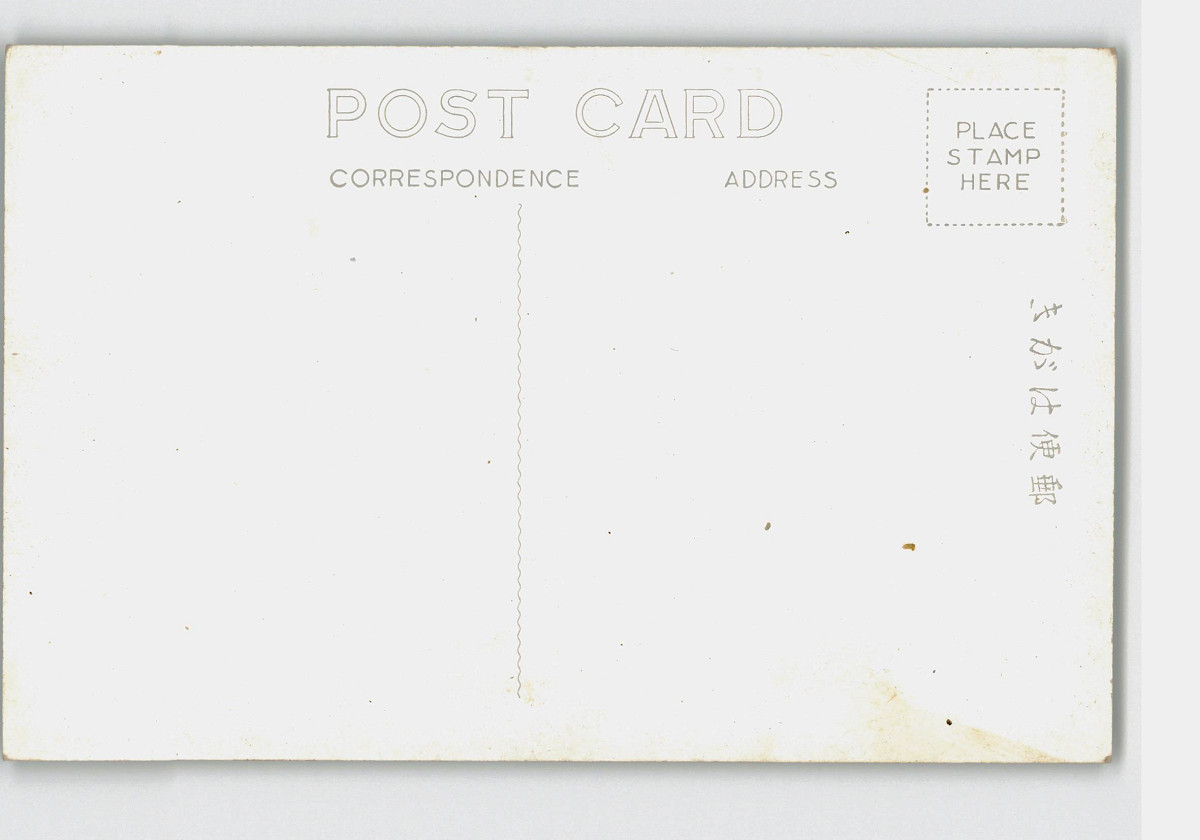 POST CARD
CORRESPONDENCE
ADDRESS
PLACE
STAMP
HERE
郵便はがき